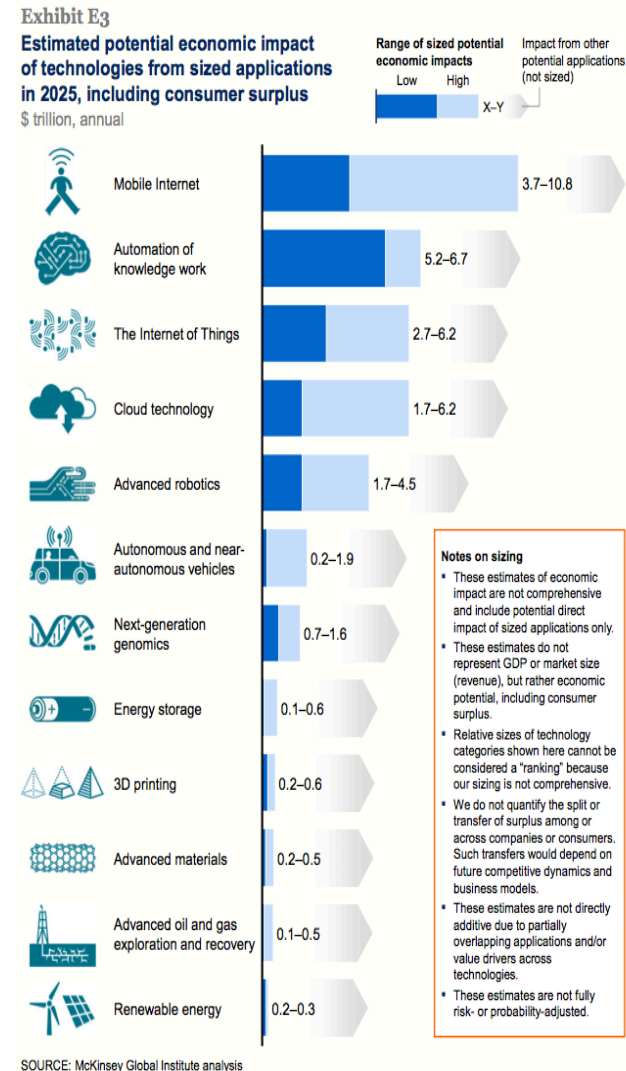 Exhibit E3
Estimated potential economic impact
of technologies from sized applications
in 2025, including consumer surplus
$ trillion, annual
Range of sized potential
economic impacts
Low High
X–Y
Impact from other
potential applications
(not sized)
Mobile Internet
3.7–10.8
Automation of
knowledge work
5.2–6.7
The Internet of Things
2.7–6.2
Cloud technology
1.7–6.2
Advanced robotics
1.7–4.5
Autonomous and near-
autonomous vehicles
0.2–1.9
Next-generation
genomics
0.7–1.6
Energy storage
0.1–0.6
3D printing
0.2–0.6
Advanced materials
0.2–0.5
Advanced oil and gas
exploration and recovery
0.1–0.5
Renewable energy
0.2–0.3
Notes on sizing
▪ These estimates of economic
impact are not comprehensive
and include potential direct
impact of sized applications only.
▪ These estimates do not
represent GDP or market size
(revenue), but rather economic
potential, including consumer
surplus.
▪ Relative sizes of technology
categories shown here cannot be
considered a “ranking” because
our sizing is not comprehensive.
▪ We do not quantify the split or
transfer of surplus among or
across companies or consumers.
Such transfers would depend on
future competitive dynamics and
business models.
▪ These estimates are not directly
additive due to partially
overlapping applications and/or
value drivers across
technologies.
▪ These estimates are not fully
risk- or probability-adjusted.
SOURCE: McKinsey Global Institute analysis